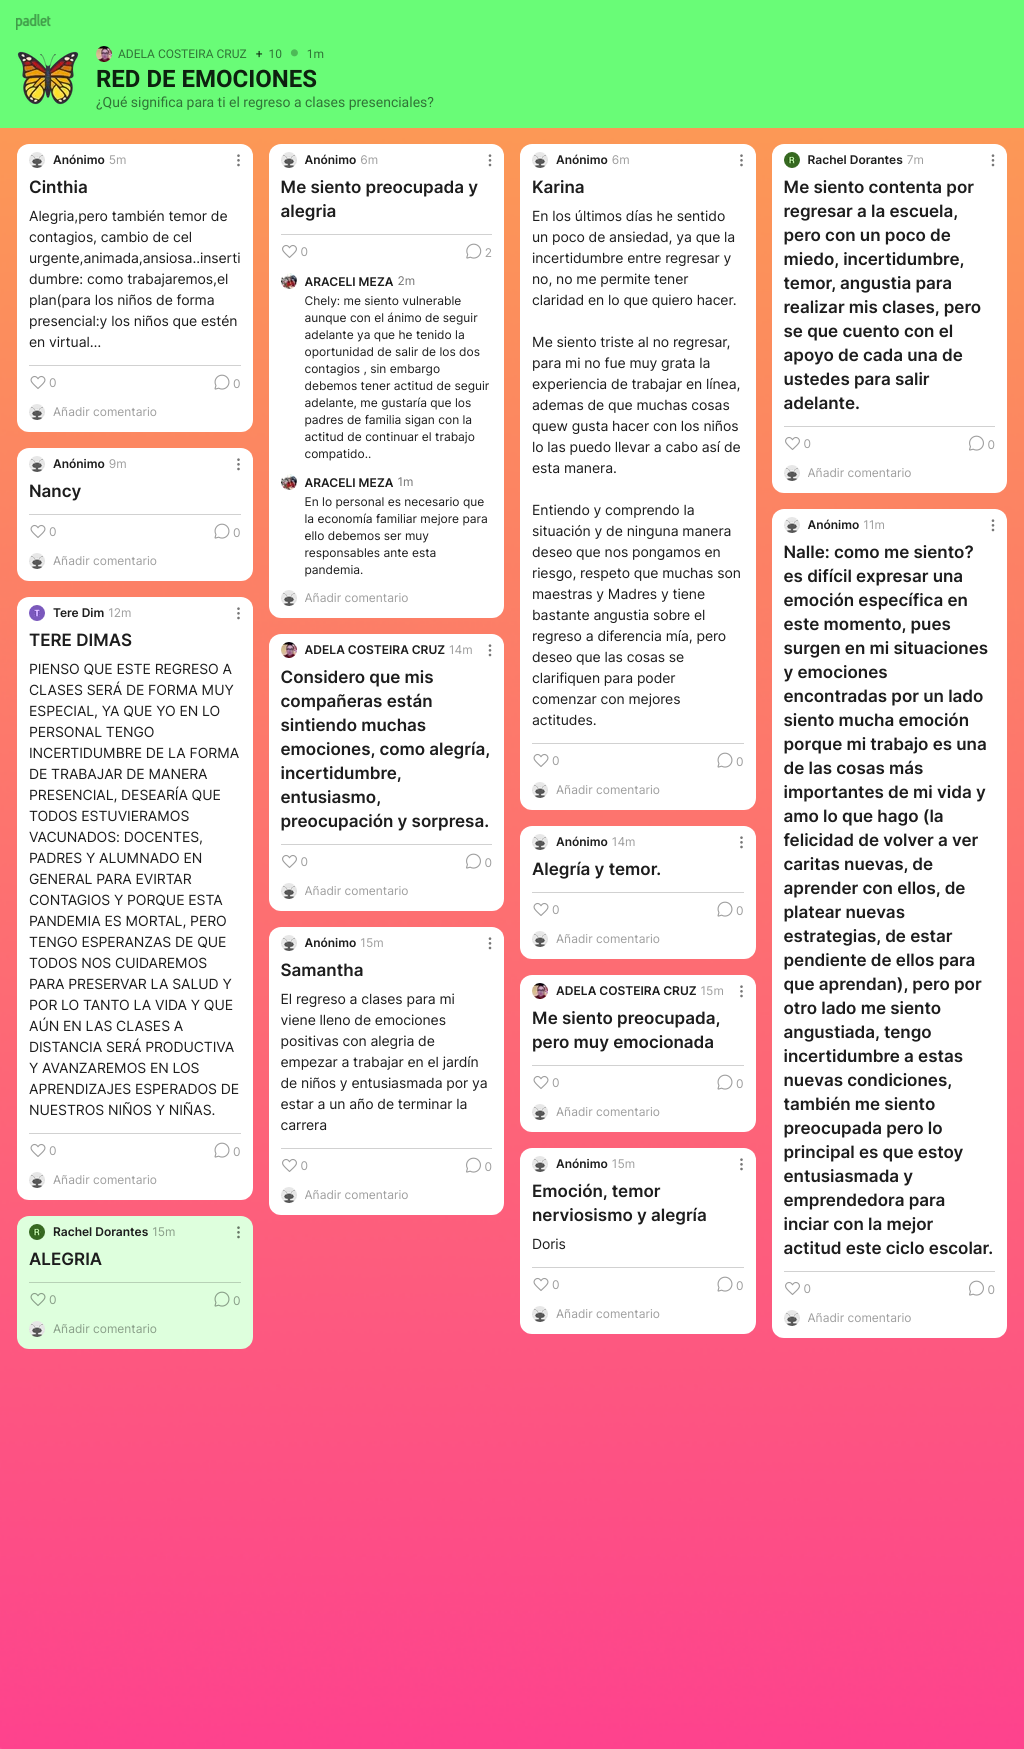 padlet
ADELA COSTEIRA CRUZ + 10 1m
RED DE EMOCIONES
¿Qué significa para ti el regreso a clases presenciales?
Anónimo 5m
Cinthia
Alegria,pero también temor de
contagios, cambio de cel
urgente,animada,ansiosa..inserti
dumbre: como trabajaremos,el
plan(para los niños de forma
presencial:y los niños que estén
en virtual...
0 0
Añadir comentario
Anónimo 9m
Nancy
0 0
Añadir comentario
T Tere Dim 12m
TERE DIMAS
PIENSO QUE ESTE REGRESO A
CLASES SERÁ DE FORMA MUY
ESPECIAL, YA QUE YO EN LO
PERSONAL TENGO
INCERTIDUMBRE DE LA FORMA
DE TRABAJAR DE MANERA
PRESENCIAL, DESEARÍA QUE
TODOS ESTUVIERAMOS
VACUNADOS: DOCENTES,
PADRES Y ALUMNADO EN
GENERAL PARA EVIRTAR
CONTAGIOS Y PORQUE ESTA
PANDEMIA ES MORTAL, PERO
TENGO ESPERANZAS DE QUE
TODOS NOS CUIDAREMOS
PARA PRESERVAR LA SALUD Y
POR LO TANTO LA VIDA Y QUE
AÚN EN LAS CLASES A
DISTANCIA SERÁ PRODUCTIVA
Y AVANZAREMOS EN LOS
APRENDIZAJES ESPERADOS DE
NUESTROS NIÑOS Y NIÑAS.
0 0
Añadir comentario
R Rachel Dorantes 15m
ALEGRIA
0 0
Añadir comentario
Anónimo 6m
Me siento preocupada y
alegria
0 2
ARACELI MEZA 2m
Chely: me siento vulnerable
aunque con el ánimo de seguir
adelante ya que he tenido la
oportunidad de salir de los dos
contagios , sin embargo
debemos tener actitud de seguir
adelante, me gustaría que los
padres de familia sigan con la
actitud de continuar el trabajo
compatido..
ARACELI MEZA 1m
En lo personal es necesario que
la economía familiar mejore para
ello debemos ser muy
responsables ante esta
pandemia.
Añadir comentario
ADELA COSTEIRA CRUZ 14m
Considero que mis
compañeras están
sintiendo muchas
emociones, como alegría,
incertidumbre,
entusiasmo,
preocupación y sorpresa.
0 0
Añadir comentario
Anónimo 15m
Samantha
El regreso a clases para mi
viene lleno de emociones
positivas con alegria de
empezar a trabajar en el jardín
de niños y entusiasmada por ya
estar a un año de terminar la
carrera
0 0
Añadir comentario
Anónimo 6m
Karina
En los últimos días he sentido
un poco de ansiedad, ya que la
incertidumbre entre regresar y
no, no me permite tener
claridad en lo que quiero hacer.
Me siento triste al no regresar,
para mi no fue muy grata la
experiencia de trabajar en línea,
ademas de que muchas cosas
quew gusta hacer con los niños
lo las puedo llevar a cabo así de
esta manera.
Entiendo y comprendo la
situación y de ninguna manera
deseo que nos pongamos en
riesgo, respeto que muchas son
maestras y Madres y tiene
bastante angustia sobre el
regreso a diferencia mía, pero
deseo que las cosas se
clarifiquen para poder
comenzar con mejores
actitudes.
0 0
Añadir comentario
Anónimo 14m
Alegría y temor.
0 0
Añadir comentario
ADELA COSTEIRA CRUZ 15m
Me siento preocupada,
pero muy emocionada
0 0
Añadir comentario
Anónimo 15m
Emoción, temor
nerviosismo y alegría
Doris
0 0
Añadir comentario
R Rachel Dorantes 7m
Me siento contenta por
regresar a la escuela,
pero con un poco de
miedo, incertidumbre,
temor, angustia para
realizar mis clases, pero
se que cuento con el
apoyo de cada una de
ustedes para salir
adelante.
0 0
Añadir comentario
Anónimo 11m
Nalle: como me siento?
es difícil expresar una
emoción específica en
este momento, pues
surgen en mi situaciones
y emociones
encontradas por un lado
siento mucha emoción
porque mi trabajo es una
de las cosas más
importantes de mi vida y
amo lo que hago (la
felicidad de volver a ver
caritas nuevas, de
aprender con ellos, de
platear nuevas
estrategias, de estar
pendiente de ellos para
que aprendan), pero por
otro lado me siento
angustiada, tengo
incertidumbre a estas
nuevas condiciones,
también me siento
preocupada pero lo
principal es que estoy
entusiasmada y
emprendedora para
inciar con la mejor
actitud este ciclo escolar.
0 0
Añadir comentario